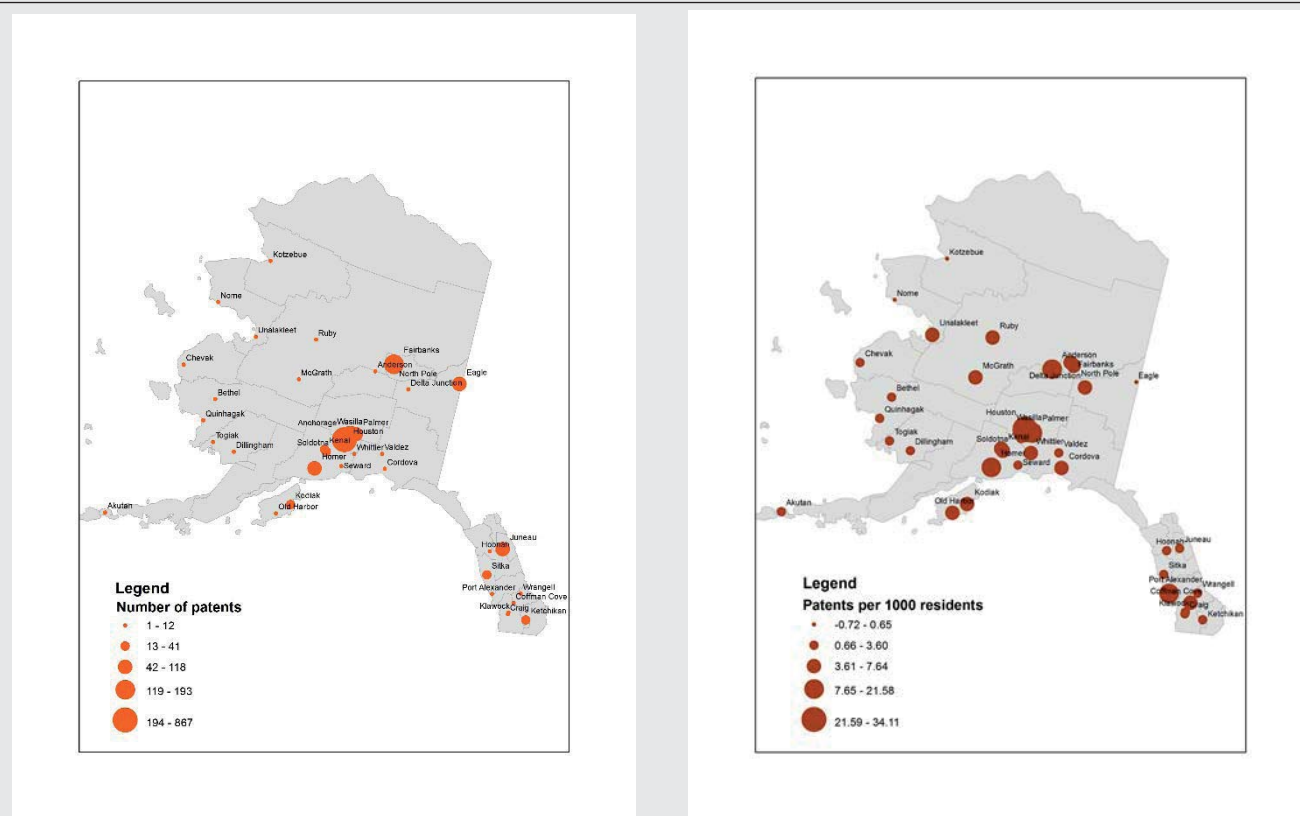 Kotzebue
Nome
Unalakleet
Ruby
Chevak
Fairbanks
Anderson
North Pole
Eagle
McGrath
Delta Junction
Bethel
Quinhagak
Anchorage Wasilla Palmer
Houston
Togiak
Dillingham
Soldotna Kenai
Whittier Valdez
Homer
Seward
Cordova
Kodiak
Old Harbor
Akutan
Juneau
Hoonah
Sitka
Port Alexander
Wrangell
Coffman Cove
Klawock Craig
Ketchikan
Legend
Number of patents
1 - 12
13 - 41
42 - 118
119 - 193
194 - 867
Kotzebue
Nome
Unalakleet
Ruby
Chevak
Anderson
Fairbanks
McGrath
Delta Junction
North Pole
Eagle
Bethel
Quinhagak
Houston
Wasilla Palmer
Togiak
Dillingham
Soldotna
Kenai
Whittier
Valdez
Homer
Seward
Cordova
Kodiak
Old Harbor
Akutan
Hoonah
Juneau
Sitka
Port Alexander
Wrangell
Coffman Cove
Klawock
Craig
Ketchikan
Legend
Patents per 1000 residents
-0.72 - 0.65
0.66 - 3.60
3.61 - 7.64
7.65 - 21.58
21.59 - 34.11